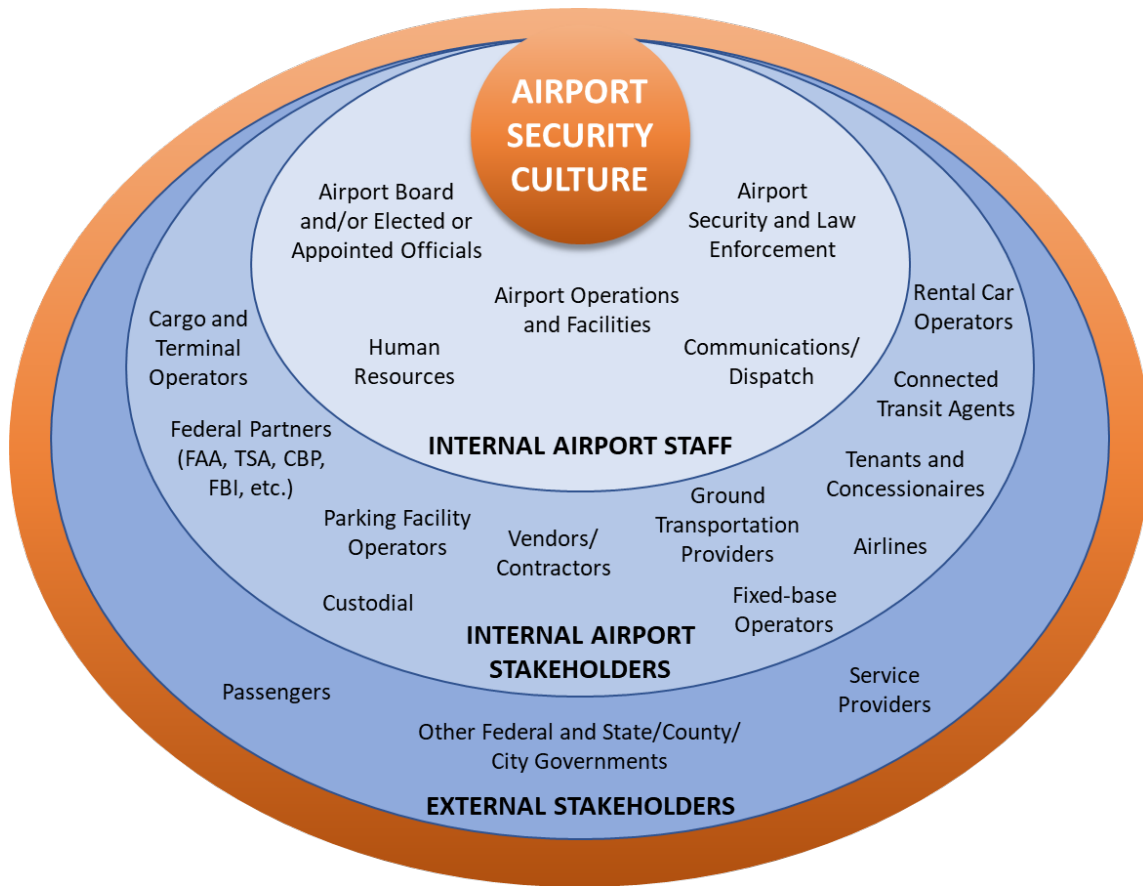 AIRPORT
SECURITY
CULTURE
Airport Board
and/or Elected or
Appointed Officials
Airport
Security and Law
Enforcement
Airport Operations
and Facilities
Human
Resources
Communications/
Dispatch
INTERNAL AIRPORT STAFF
Cargo and
Terminal
Operators
Rental Car
Operators
Connected
Transit Agents
Federal Partners
(FAA, TSA, CBP,
FBI, etc.)
Tenants and
Concessionaires
Parking Facility
Operators
Vendors/
Contractors
Ground
Transportation
Providers
Airlines
Custodial
Fixed-base
Operators
INTERNAL AIRPORT
STAKEHOLDERS
Passengers
Service
Providers
Other Federal and State/County/
City Governments
EXTERNAL STAKEHOLDERS